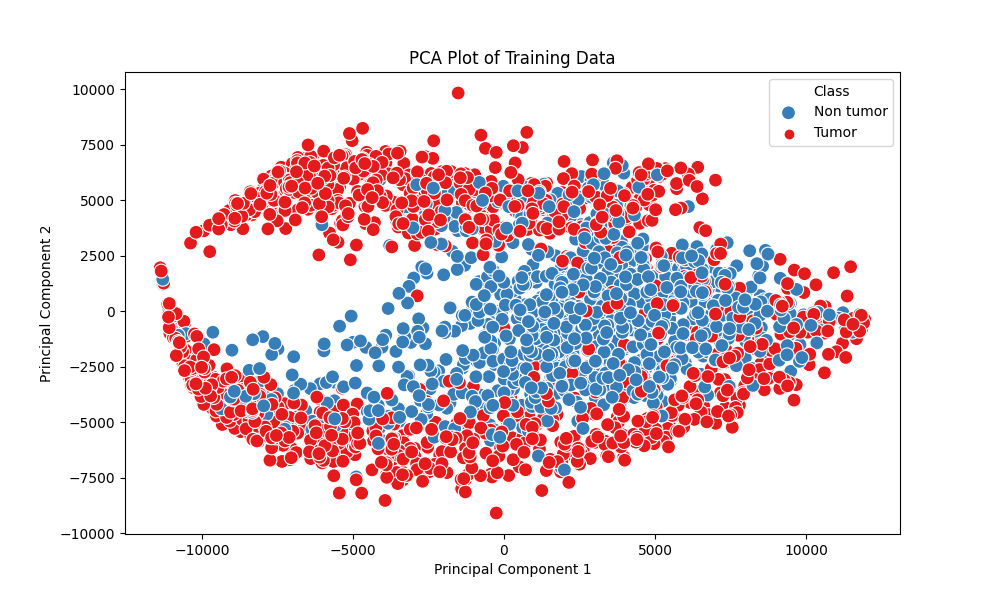 PCA Plot of Training Data
Class
Non tumor
Tumor
Principal Component 2
10000
7500
5000
2500
0
−2500
−5000
−7500
−10000
−10000 −5000 0 5000 10000
Principal Component 1